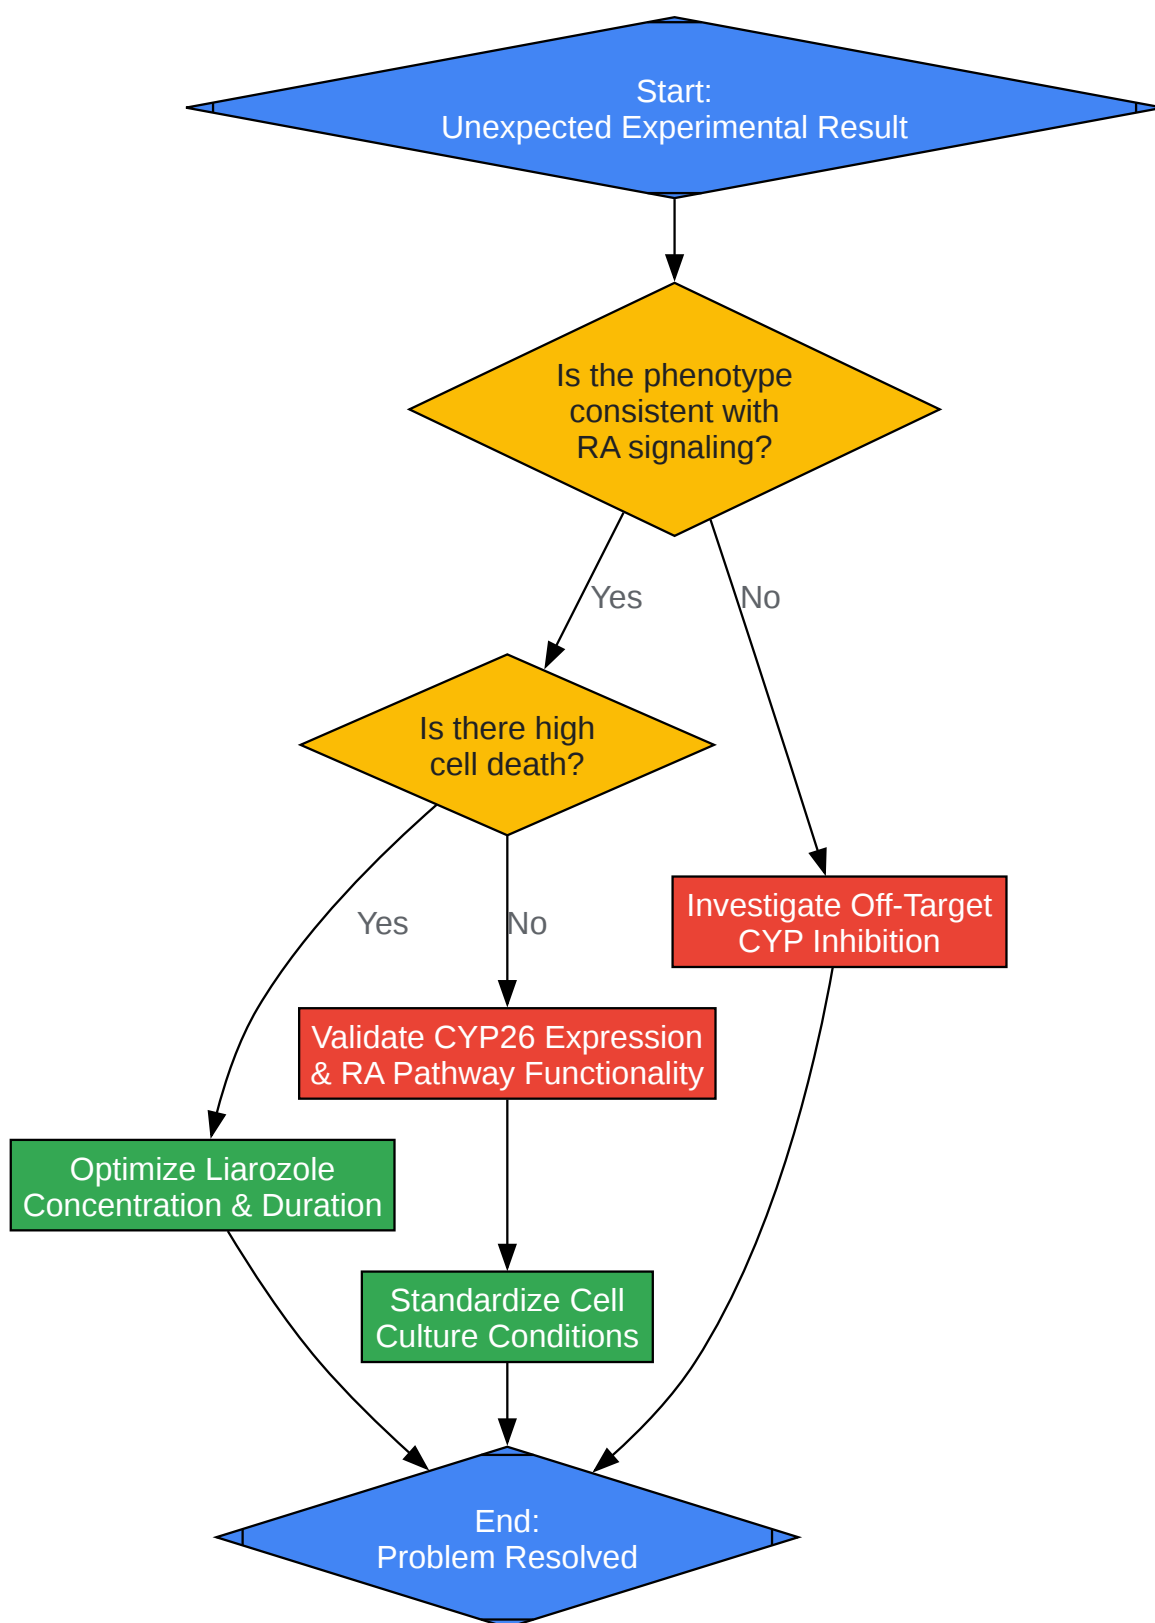 Start:
Unexpected Experimental Result
Is the phenotype
consistent with
RA signaling?
Yes
No
Is there high
cell death?
Yes
No
Investigate Off-Target
CYP Inhibition
Validate CYP26 Expression
& RA Pathway Functionality
Optimize Liarozole
Concentration & Duration
Standardize Cell
Culture Conditions
End:
Problem Resolved